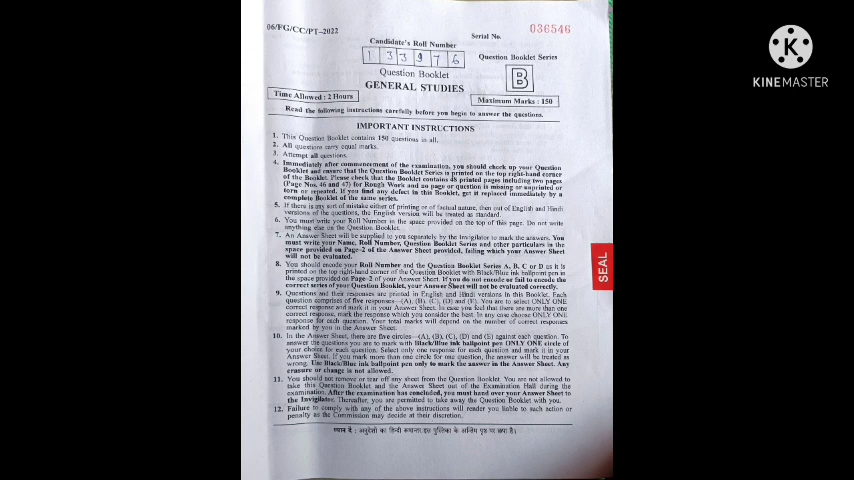 06/FG/CC/PT-2022
Serial No.
036546
Candidate's Roll Number
1 3 3 9 7 6
Question Booklet Series
B
Question Booklet
GENERAL STUDIES
Time Allowed : 2 Hours
Maximum Marks : 150
Read the following instructions carefully before you begin to answer the questions.
IMPORTANT INSTRUCTIONS
1. This Question Booklet contains 150 questions in all.
2. All questions carry equal marks.
3. Attempt all questions.
4. Immediately after commencement of the examination, you should check up your Question
Booklet and ensure that the Question Booklet Series is printed on the top right-hand corner
of the Booklet. Please check that the Booklet contains 48 printed pages including two pages
(Page Nos. 46 and 47) for Rough Work and no page or question is missing or unprinted or
torn or repeated. If you find any defect in this Booklet, get it replaced immediately by a
complete Booklet of the same series.
5. If there is any sort of mistake either of printing or of factual nature, then out of English and Hindi
versions of the questions, the English version will be treated as standard.
6. You must write your Roll Number in the space provided on the top of this page. Do not write
anything else on the Question Booklet.
7. An Answer Sheet will be supplied to you separately by the Invigilator to mark the answers. You
must write your Name, Roll Number, Question Booklet Series and other particulars in the
space provided on Page-2 of the Answer Sheet provided, failing which your Answer Sheet
will not be evaluated.
8. You should encode your Roll Number and the Question Booklet Series A, B, C or D as it is
printed on the top right-hand corner of the Question Booklet with Black/Blue ink ballpoint pen in
the space provided on Page-2 of your Answer Sheet. If you do not encode or fail to encode the
correct series of your Question Booklet, your Answer Sheet will not be evaluated correctly.
9. Questions and their responses are printed in English and Hindi versions in this Booklet. Each
question comprises of five responses—(A), (B), (C), (D) and (E). You are to select ONLY ONE
correct response and mark it in your Answer Sheet. In case you feel that there are more than one
correct response, mark the response which you consider the best. In any case choose ONLY ONE
response for each question. Your total marks will depend on the number of correct responses
marked by you in the Answer Sheet.
10. In the Answer Sheet, there are five circles—(A), (B), (C), (D) and (E) against each question. To
answer the questions you are to mark with Black/Blue ink ballpoint pen ONLY ONE circle of
your choice for each question. Select only one response for each question and mark it in your
Answer Sheet. If you mark more than one circle for one question, the answer will be treated as
wrong. Use Black/Blue ink ballpoint pen only to mark the answer in the Answer Sheet. Any
erasure or change is not allowed.
11. You should not remove or tear off any sheet from the Question Booklet. You are not allowed to
take this Question Booklet and the Answer Sheet out of the Examination Hall during the
examination. After the examination has concluded, you must hand over your Answer Sheet to
the Invigilator. Thereafter, you are permitted to take away the Question Booklet with you.
12. Failure to comply with any of the above instructions will render you liable to such action or
penalty as the Commission may decide at their discretion.
ध्यान दें : अनुदेशों का हिन्दी रूपान्तर इस पुस्तिका के अन्तिम पृष्ठ पर छपा है।
SEAL
K
KINEMASTER